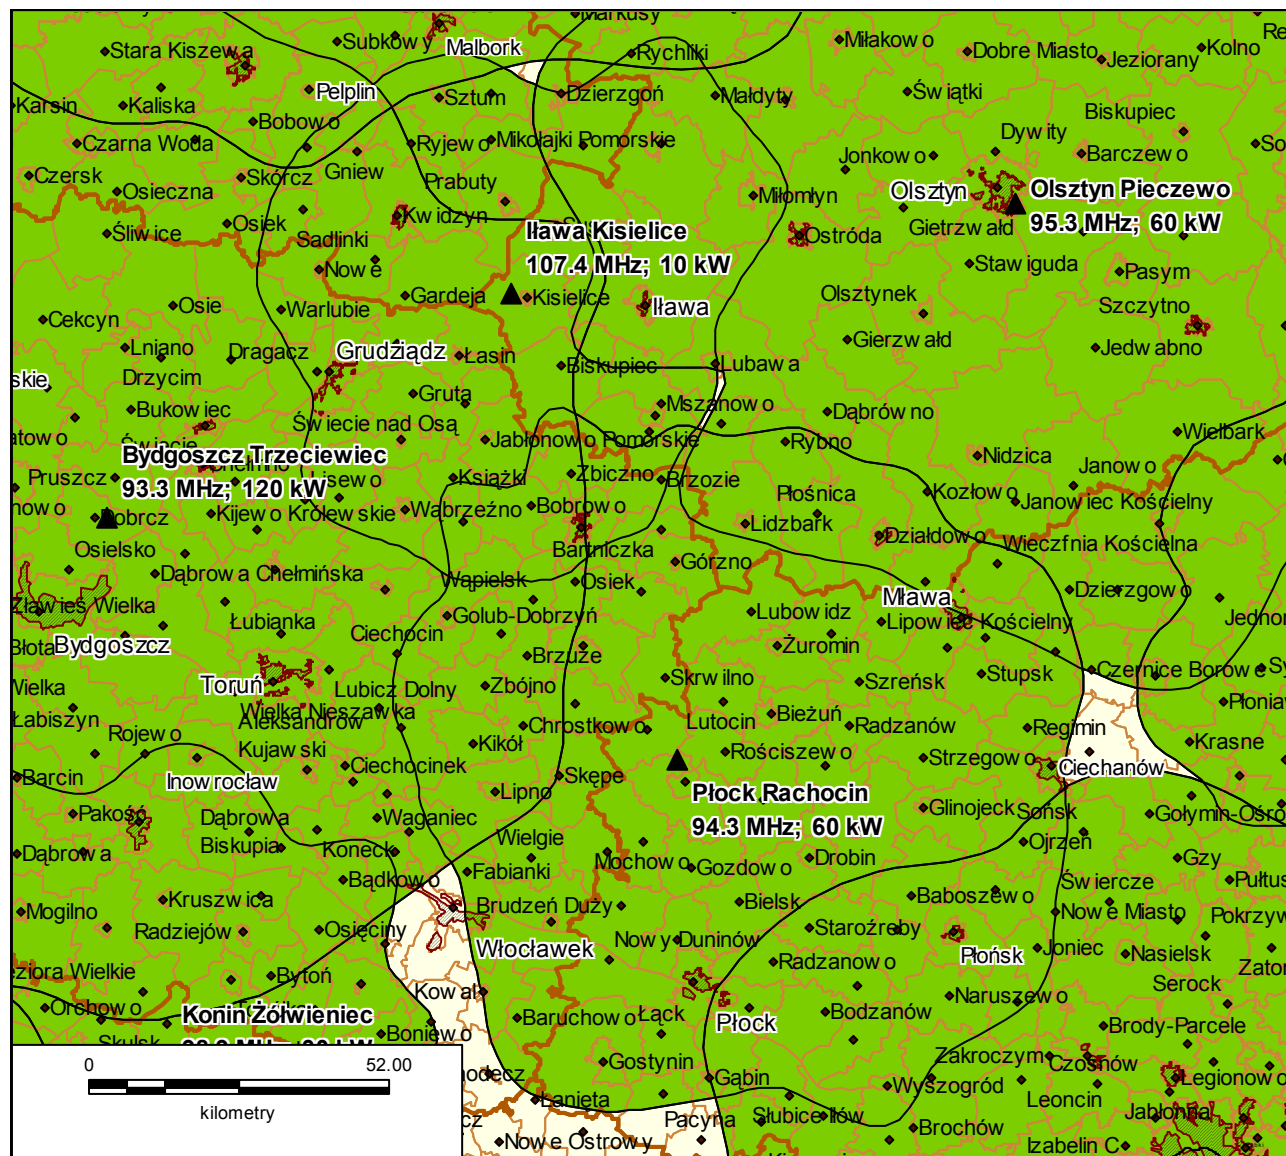 Markusy
Subkowy
Malbork
Rychliki
Miłakowo
Dobre Miasto
Kolno
Jeziorany
Stara Kiszewa
Pelplin
Sztum
Dzierzgoń
Małdyty
Świątki
Biskupiec
Karsin
Kaliska
Bobowo
Dywity
Czarna Woda
Ryjewo
Mikołajki Pomorskie
Jonkowo
Barczewo
Czersk
Osieczna
Skórcz
Gniew
Prabuty
Miłomłyn
Olsztyn
Olsztyn Pieczewo
95.3 MHz; 60 kW
Śliwice
Osiek
Kwidzyn
Sadlinki
Iława Kisielice
107.4 MHz; 10 kW
Ostróda
Gietrzwałd
Stawiguda
Pasym
Nowe
Gardeja
Kisielice
Iława
Olsztynek
Szczytno
Osie
Warlubie
Cekcyn
Gierzwałd
Jedwabno
Lniano
Dragacz
Grudziądz
Łasin
Biskupiec
Lubawa
Drzycim
skie
Gruta
Bukowiec
Mszanowo
Dąbrówno
Świecie nad Osą
Jabłonowo Pomorskie
Rybno
Wielbark
Świecie
Bydgoszcz Trzeciewiec
93.3 MHz; 120 kW
Pruszcz
Książki
Zbiczno
Brzozie
Nidzica
Janowo
Płośnica
Kozłowo
Janowiec Kościelny
Dobrcz
Kijewo Królewskie
Wąbrzeźno
Bobrowo
Lidzbark
Działdowo
Wieczfnia Kościelna
Osielsko
Bartniczka
Górzno
Dąbrowa Chełmińska
Wąpielsk
Osiek
Dzierzgowo
Zławieś Wielka
Łubianka
Golub-Dobrzyń
Lubowidz
Mława
Lipowiec Kościelny
Bydgoszcz
Ciechocin
Żuromin
Brzuze
Czernice Borowe
Toruń
Lubicz Dolny
Zbójno
Skrwilno
Szreńsk
Stupsk
Łabiszyn
Wielka Nieszawka
Aleksandrów
Kujawski
Rojewo
Chrostkowo
Lutocin
Bieżuń
Radzanów
Regimin
Krasne
Kikół
Rościszewo
Strzegowo
Ciechanów
Barcin
Inowrocław
Ciechocinek
Skępe
Lipno
Płock Rachocin
94.3 MHz; 60 kW
Pakość
Dąbrowa
Biskupia
Waganiec
Glinojeck
Sońsk
Gołymin-Ośro
Wielgie
Ojrzeń
Dąbrowa
Koneck
Mochowo
Gozdowo
Drobin
Gzy
Bądkowo
Fabianki
Świercze
Pułtus
Mogilno
Kruszwica
Brudzeń Duży
Bielsk
Baboszewo
Nowe Miasto
Pokrzyw
Radziejów
Osięciny
Włocławek
Nowy Duninów
Staroźreby
Płońsk
Joniec
Nasielsk
eziora Wielkie
Bytoń
Radzanowo
Serock
Orchowo
Kowal
Naruszewo
Konin Żółwieniec
Baruchowo
Łąck
Płock
Bodzanów
Brody-Parcele
Skulsk
Boniewo
Gostynin
Zakroczym
Czosnów
0 52.00
kilometry
Gąbin
Wyszogród
Legionowo
Leoncin
Łanięta
Słubice
Iłów
Jabłonna
Pacyna
Brochów
Nowe Ostrowy
Izabelin C